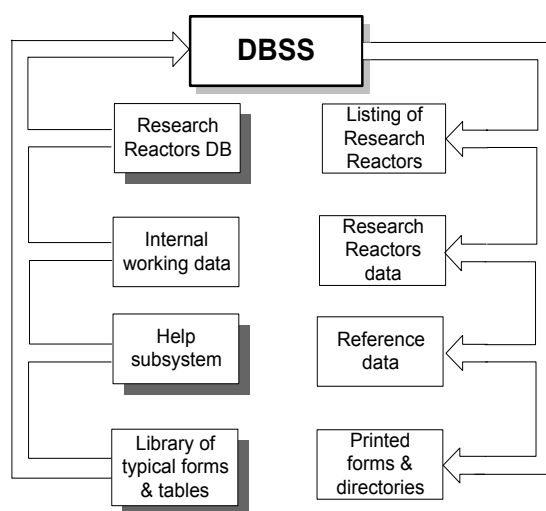 DBSS
Research
Reactors DB
Internal
working data
Help
subsystem
Library of
typical forms
& tables
Listing of
Research
Reactors
Research
Reactors
data
Reference
data
Printed
forms &
directories